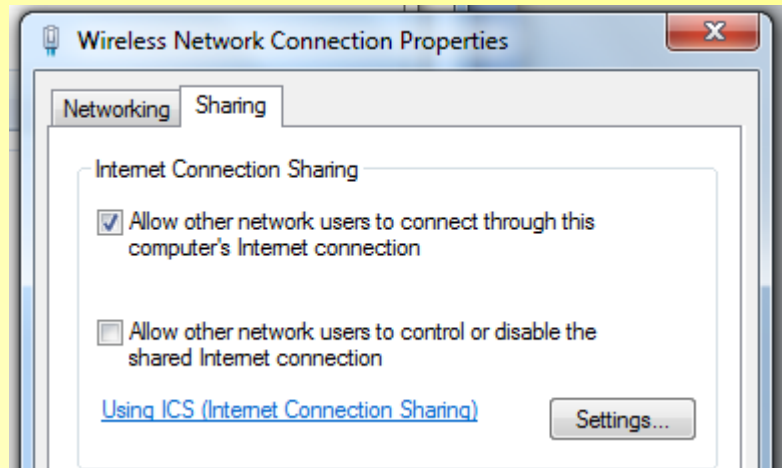 Wireless Network Connection Properties
Networking
Sharing
Internet Connection Sharing
Allow other network users to connect through this
computer's Internet connection
Allow other network users to control or disable the
shared Internet connection
Using ICS (Internet Connection Sharing)
Settings...